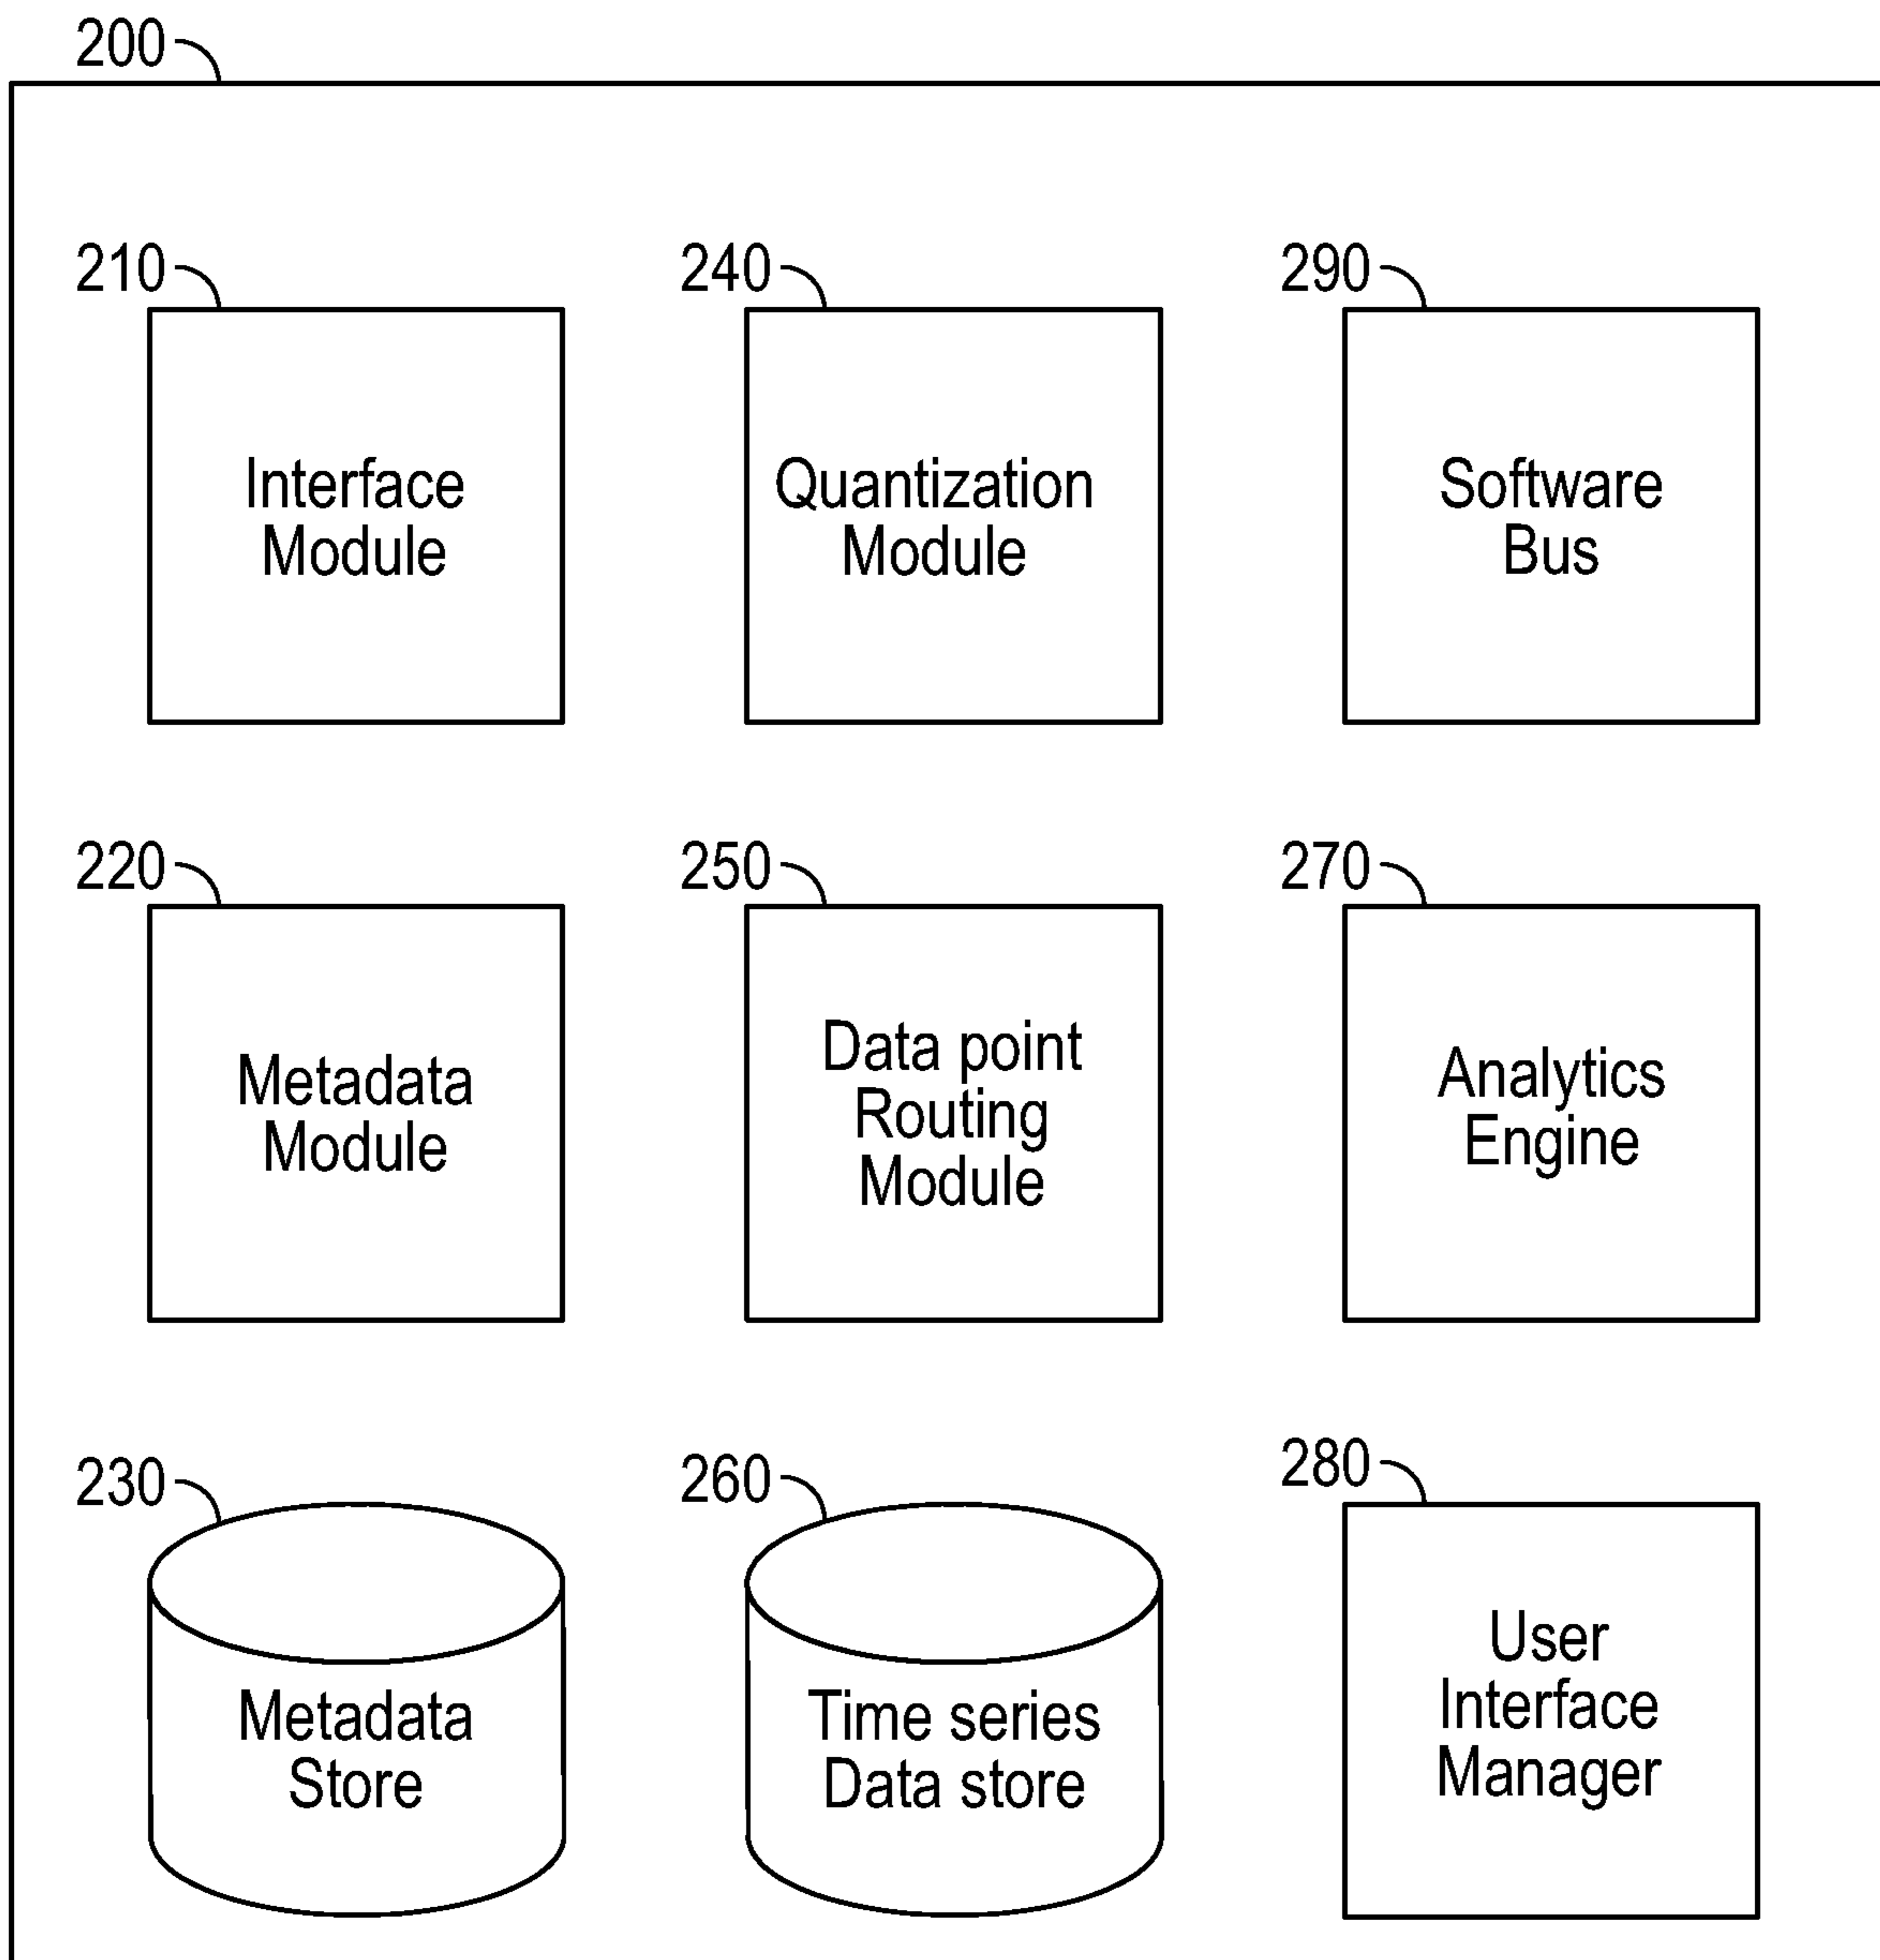 200
210
Interface
Module
240
Quantization
Module
290
Software
Bus
220
Metadata
Module
250
Data point
Routing
Module
270
Analytics
Engine
230
Metadata
Store
260
Time series
Data store
280
User
Interface
Manager